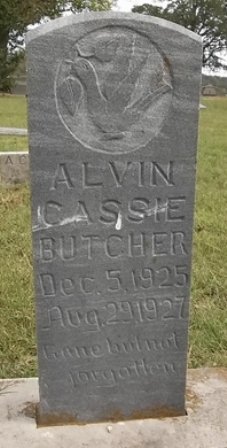 ALVIN
CASSIE
BUTCHER
Dec. 5, 1925
Aug. 29, 1927
Gone but not
forgotten